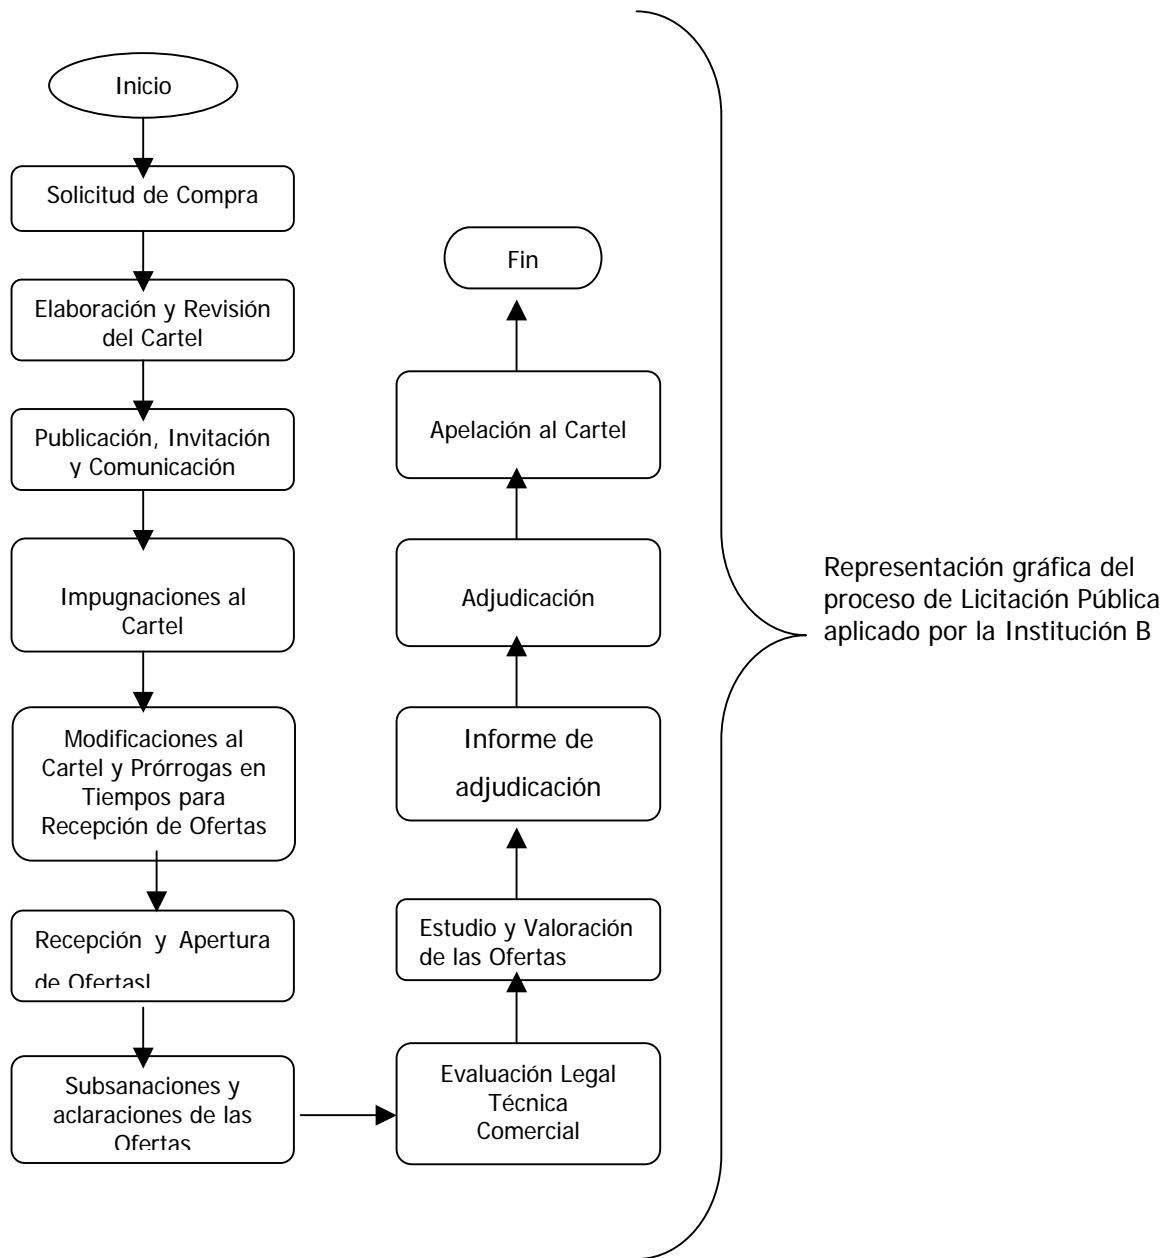 Inicio
Solicitud de Compra
Elaboración y Revisión
del Cartel
Publicación, Invitación
y Comunicación
Impugnaciones al
Cartel
Modificaciones al
Cartel y Prórrogas en
Tiempos para
Recepción de Ofertas
Recepción y Apertura
de Ofertasl
Subsanaciones y
aclaraciones de las
Ofertas
Evaluación Legal
Técnica
Comercial
Estudio y Valoración
de las Ofertas
Informe de
adjudicación
Adjudicación
Apelación al Cartel
Fin
Representación gráfica del
proceso de Licitación Pública
aplicado por la Institución B